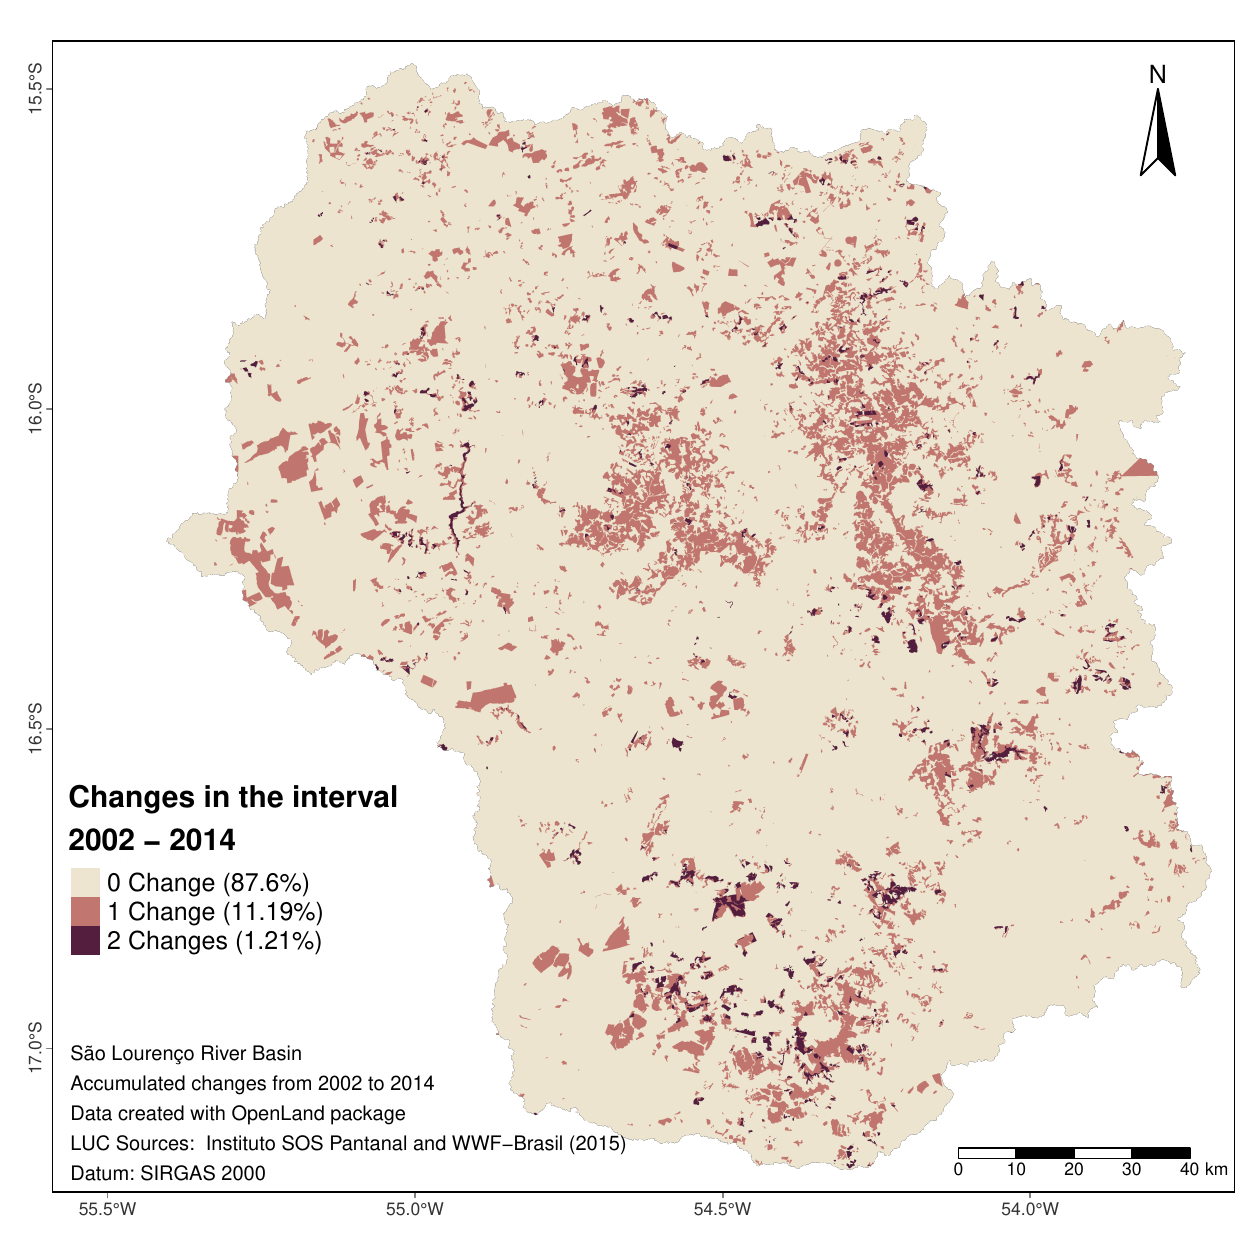 N
15.5°S
16.0°S
16.5°S
17.0°S
Changes in the interval
2002 − 2014
0 Change (87.6%)
1 Change (11.19%)
2 Changes (1.21%)
São Lourenço River Basin
Accumulated changes from 2002 to 2014
Data created with OpenLand package
LUC Sources:  Instituto SOS Pantanal and WWF−Brasil (2015)
Datum: SIRGAS 2000
0 10 20 30 40 km
55.5°W 55.0°W 54.5°W 54.0°W